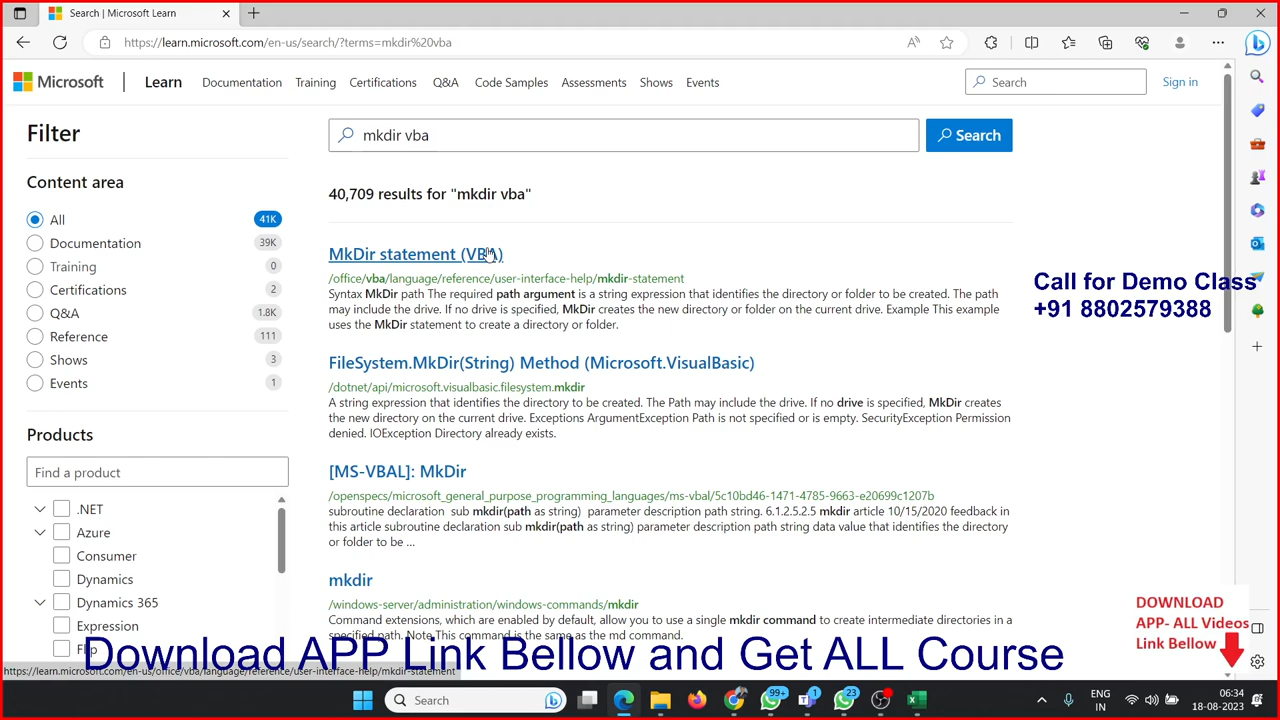 Search | Microsoft Learn
https://learn.microsoft.com/en-us/search/?terms=mkdir%20vba
Microsoft
Learn
Documentation
Training
Certifications
Q&A
Code Samples
Assessments
Shows
Events
Search
Sign in
Filter
mkdir vba
Search
Content area
40,709 results for "mkdir vba"
All
41K
Documentation
39K
Training
0
Certifications
2
Q&A
1.8K
Reference
111
Shows
3
Events
1
MkDir statement (VBA)
/office/vba/language/reference/user-interface-help/mkdir-statement
Syntax MkDir path The required path argument is a string expression that identifies the directory or folder to be created. The path
may include the drive. If no drive is specified, MkDir creates the new directory or folder on the current drive. Example This example
uses the MkDir statement to create a directory or folder.
Call for Demo Class
+91 8802579388
FileSystem.MkDir(String) Method (Microsoft.VisualBasic)
/dotnet/api/microsoft.visualbasic.filesystem.mkdir
A string expression that identifies the directory to be created. The Path may include the drive. If no drive is specified, MkDir creates
the new directory on the current drive. Exceptions ArgumentException Path is not specified or is empty. SecurityException Permission
denied. IOException Directory already exists.
Products
Find a product
.NET
Azure
Consumer
Dynamics
Dynamics 365
Expression
[MS-VBAL]: MkDir
/openspecs/microsoft_general_purpose_programming_languages/ms-vbal/5c10bd46-1471-4785-9663-e20699c1207b
subroutine declaration sub mkdir(path as string) parameter description path string. 6.1.2.5.2.5 mkdir article 10/15/2020 feedback in
this article subroutine declaration sub mkdir(path as string) parameter description path string data value that identifies the directory
or folder to be ...
mkdir
/windows-server/administration/windows-commands/mkdir
Command extensions, which are enabled by default, allow you to use a single mkdir command to create intermediate directories in a
specified path. Note This command is the same as the md command.
DOWNLOAD
APP- ALL Videos
Link Bellow
Download APP Link Bellow and Get ALL Course
https://learn.microsoft.com/en-us/office/vba/language/reference/user-interface-help/mkdir-statement
Search
99+
1
23
ENG
IN
06:34
18-08-2023